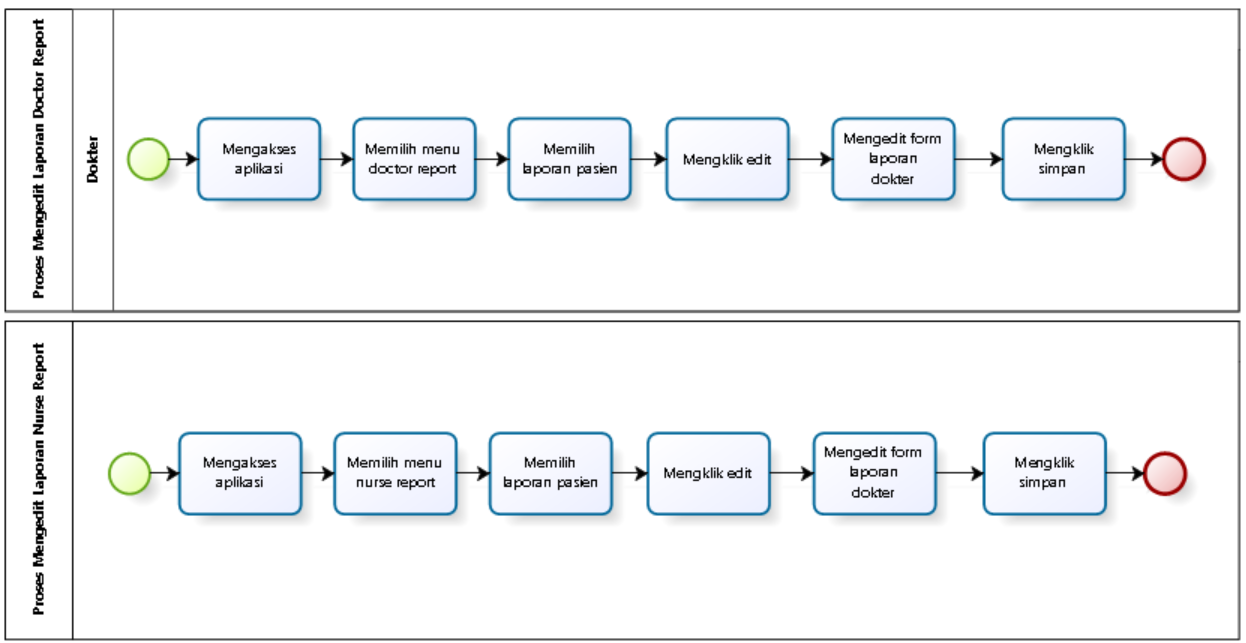 Proses Mengedit Laporan Doctor Report
Dokter
Mengakses
aplikasi
Memilih menu
doctor report
Memilih
laporan pasien
Mengklik edit
Mengedit form
laporan
dokter
Mengklik
simpan
Proses Mengedit Laporan Nurse Report
Mengakses
aplikasi
Memilih menu
nurse report
Memilih
laporan pasien
Mengklik edit
Mengedit form
laporan
dokter
Mengklik
simpan